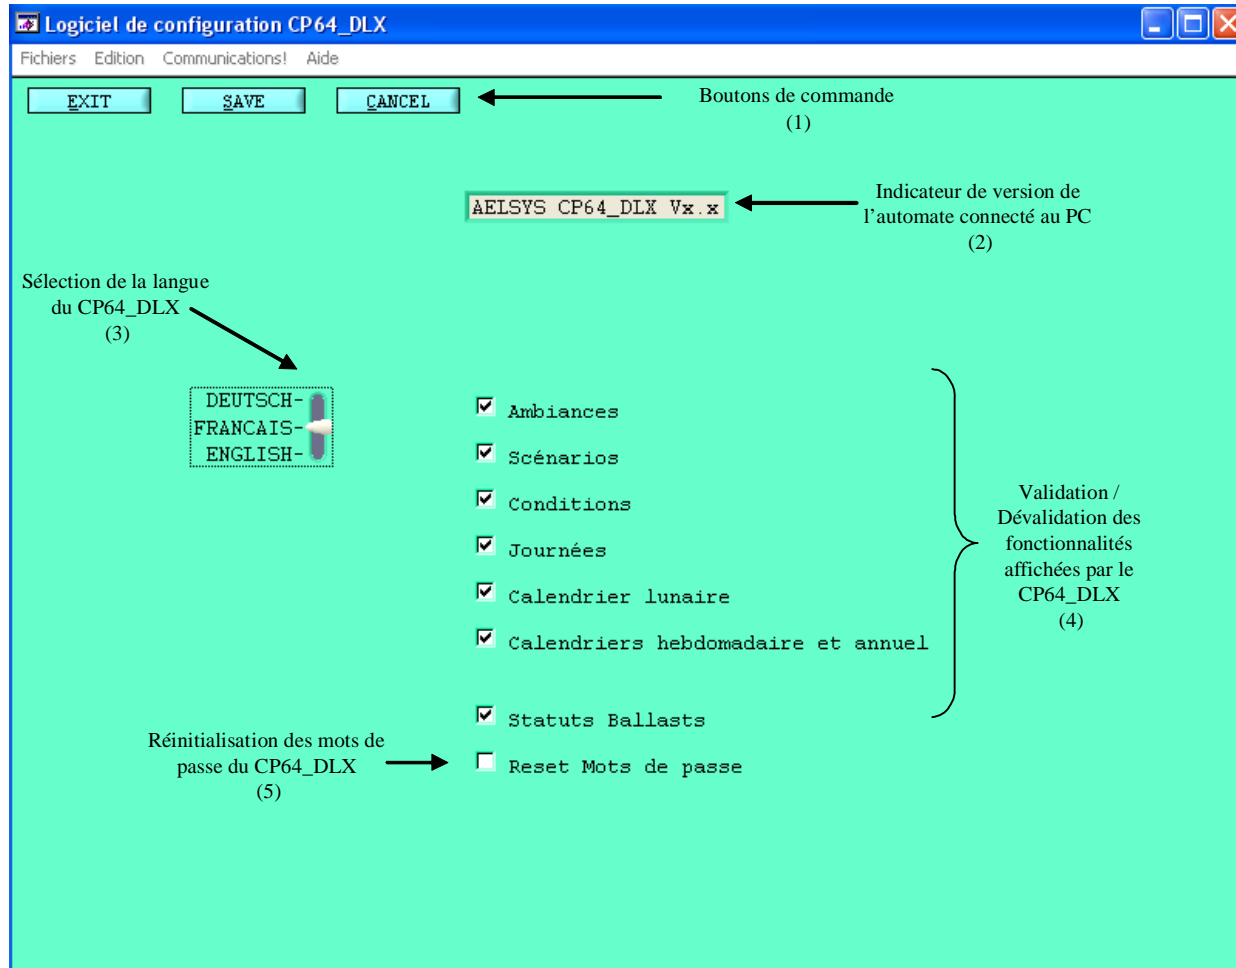 Logiciel de configuration CP64_DLX
Fichiers Edition Communications! Aide
EXIT SAVE CANCEL
Boutons de commande
(1)
AELSYS CP64_DLX Vx.x
Indicateur de version de
l’automate connecté au PC
(2)
Sélection de la langue
du CP64_DLX
(3)
DEUTSCH-
FRANCAIS-
ENGLISH-
Ambiances
Scénarios
Conditions
Journées
Calendrier lunaire
Calendriers hebdomadaire et annuel
Statuts Ballasts
Reset Mots de passe
Validation /
Dévalidation des
fonctionnalités
affichées par le
CP64_DLX
(4)
Réinitialisation des mots de
passe du CP64_DLX
(5)